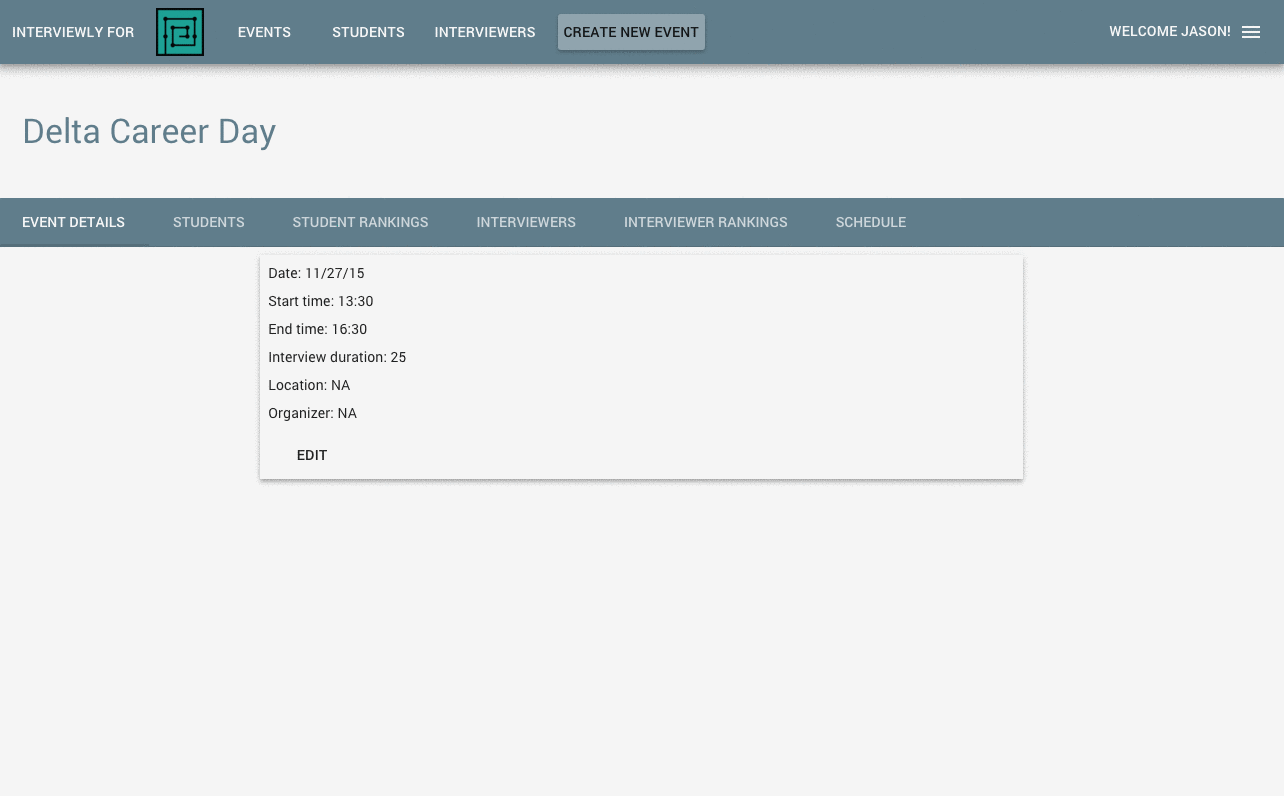 INTERVIEWLY FOR EVENTS STUDENTS INTERVIEWERS CREATE NEW EVENT WELCOME JASON!
Delta Career Day
EVENT DETAILS STUDENTS STUDENT RANKINGS INTERVIEWERS INTERVIEWER RANKINGS SCHEDULE
Date: 11/27/15
Start time: 13:30
End time: 16:30
Interview duration: 25
Location: NA
Organizer: NA
EDIT